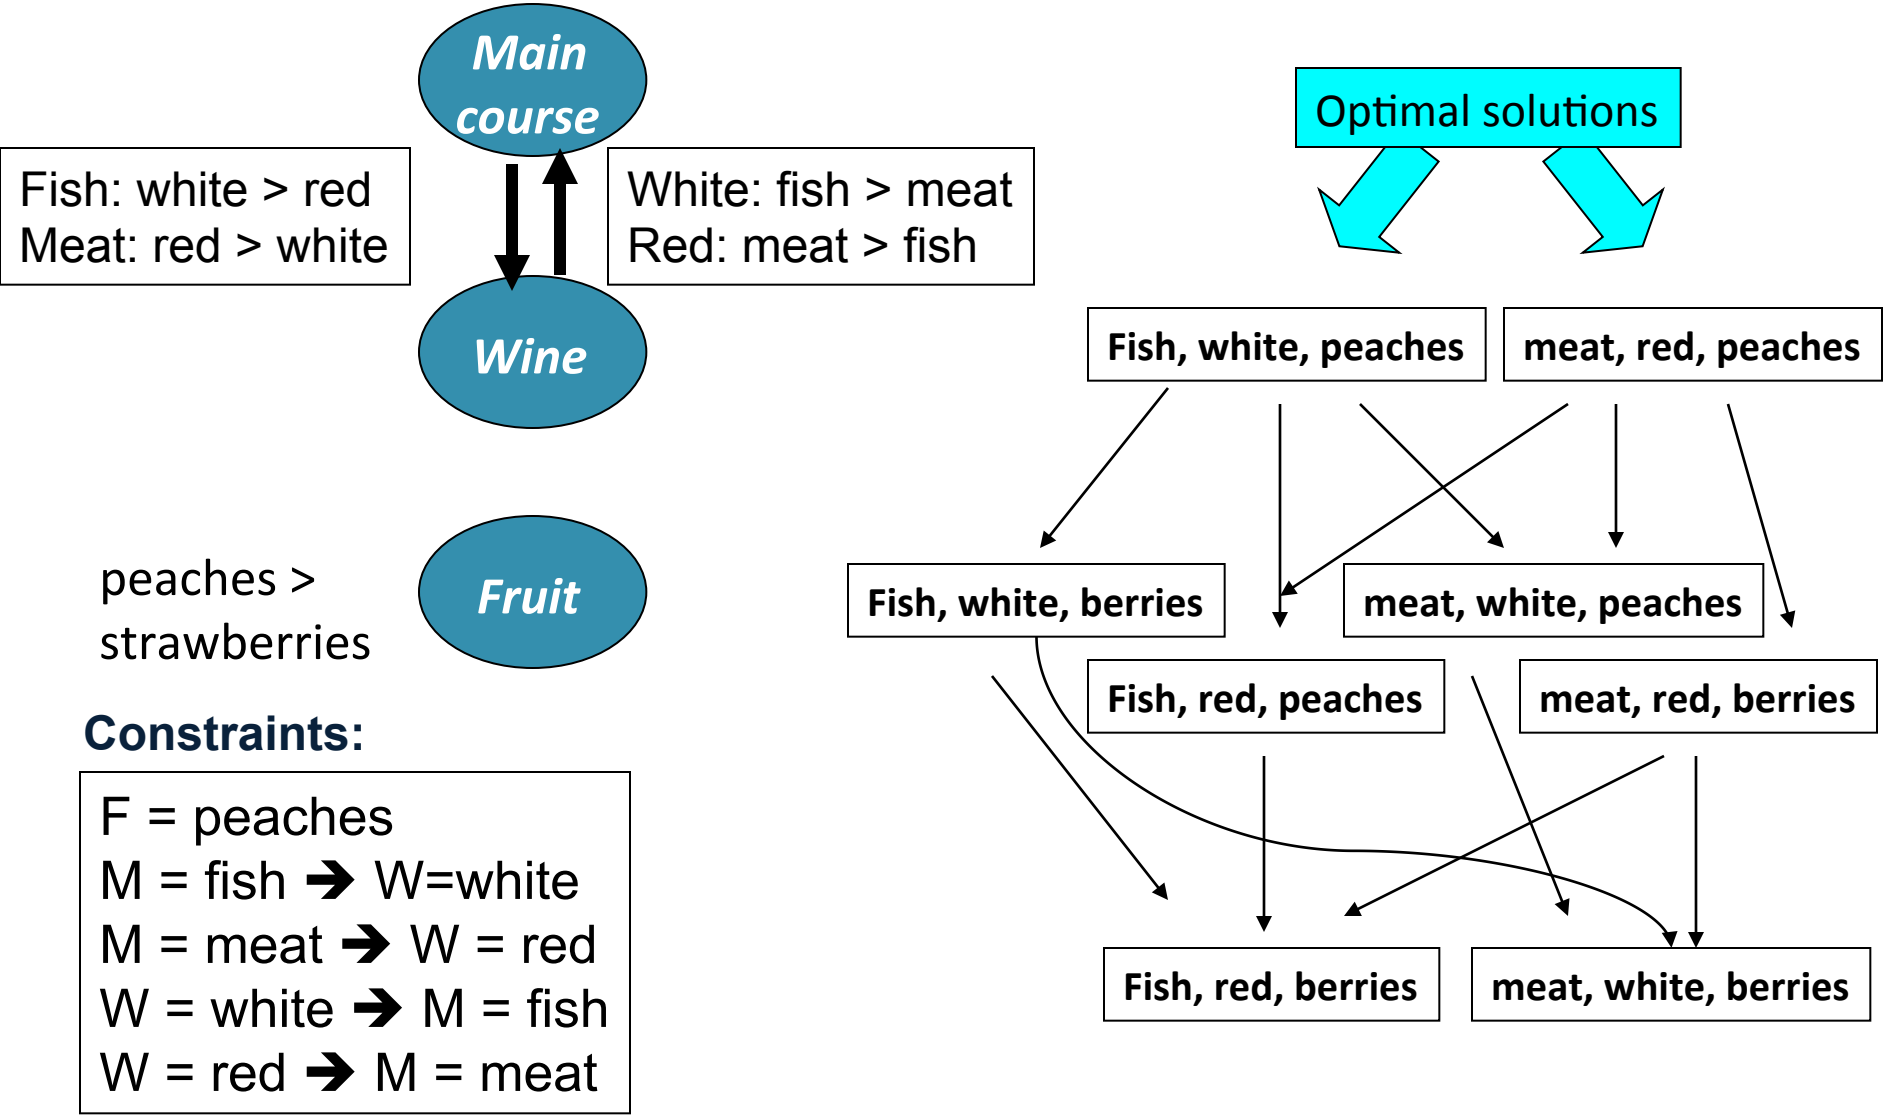 Main
course
Fish: white > red
Meat: red > white
White: fish > meat
Red: meat > fish
Wine
peaches >
strawberries
Fruit
Constraints:
F = peaches
M = fish ➔ W=white
M = meat ➔ W = red
W = white ➔ M = fish
W = red ➔ M = meat
Optimal solutions
Fish, white, peaches
meat, red, peaches
Fish, white, berries
meat, white, peaches
Fish, red, peaches
meat, red, berries
Fish, red, berries
meat, white, berries